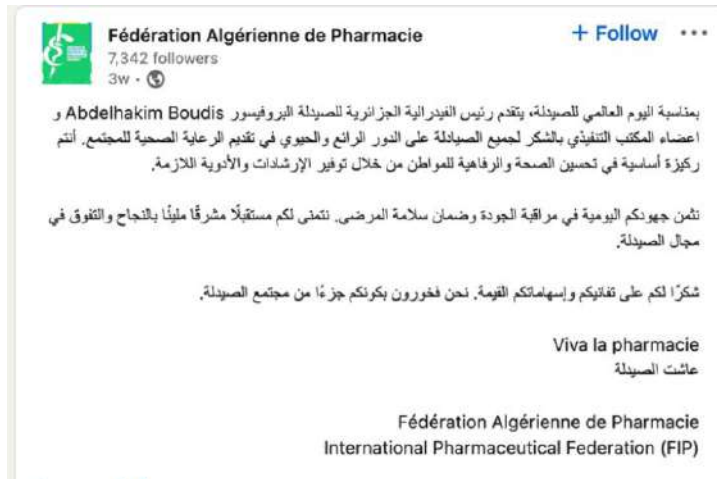 Fédération Algérienne de Pharmacie
+ Follow ...
7,342 followers
3w •
بمناسبة اليوم العالمي للصيدلة، يتقدم رئيس الفيدرالية الجزائرية للصيدلة البروفيسور Abdelhakim Boudis و
اعضاء المكتب التنفيذي بالشكر لجميع الصيادلة على الدور الرائع والحيوي في تقديم الرعاية الصحية للمجتمع. أنتم
ركيزة أساسية في تحسين الصحة والرفاهية للمواطن من خلال توفير الإرشادات والأدوية اللازمة.
نثمن جهودكم اليومية في مراقبة الجودة وضمان سلامة المرضى. نتمنى لكم مستقبلًا مشرقًا مليئًا بالنجاح والتفوق في
مجال الصيدلة.
شكرًا لكم على تفانيكم وإسهاماتكم القيمة. نحن فخورون بكونكم جزءًا من مجتمع الصيدلة.
Viva la pharmacie
عاشت الصيدلة
Fédération Algérienne de Pharmacie
International Pharmaceutical Federation (FIP)